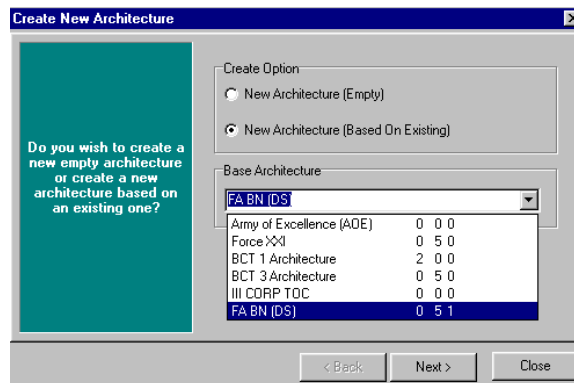 Create New Architecture
Do you wish to create a
new empty architecture
or create a new
architecture based on
an existing one?
Create Option
New Architecture (Empty)
New Architecture (Based On Existing)
Base Architecture
FA BN (DS)
Army of Excellence (AOE) 0 0 0
Force XXI 0 5 0
BCT 1 Architecture 2 0 0
BCT 3 Architecture 0 5 0
III CORP TOC 0 0 0
FA BN (DS) 0 5 1
< Back
Next >
Close